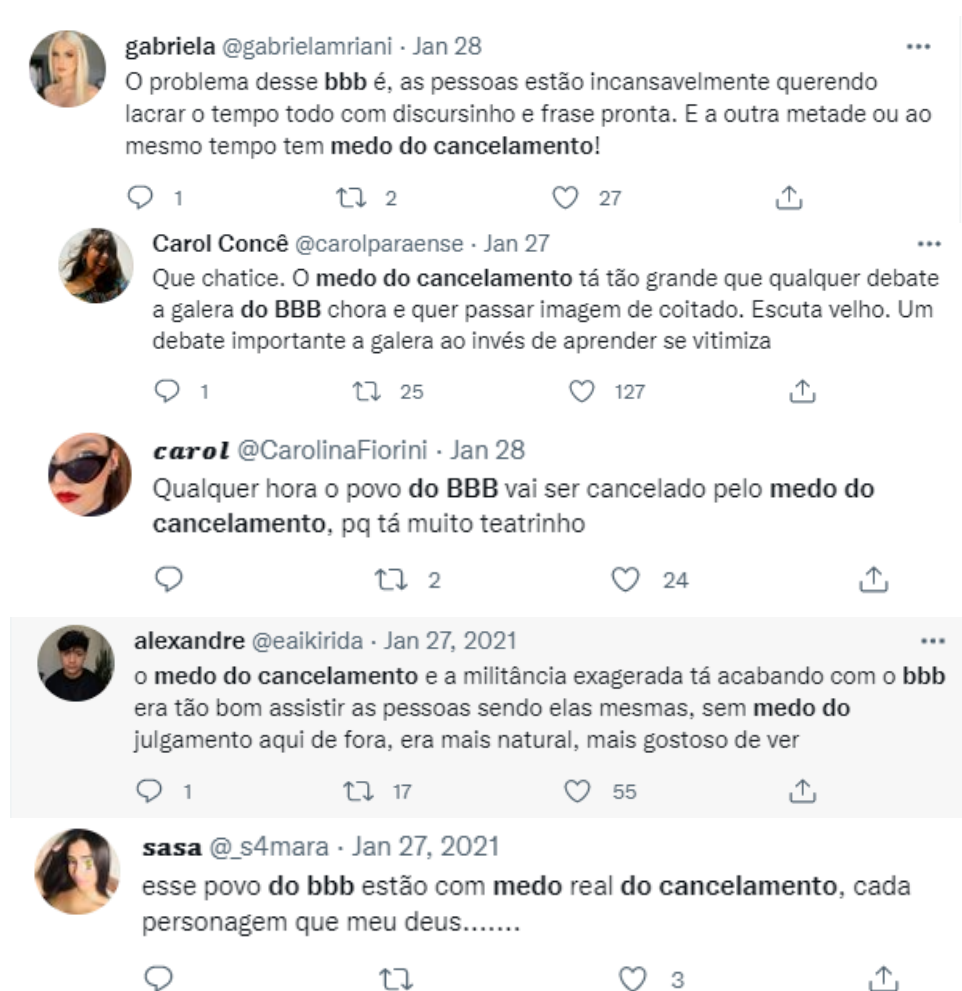 gabriela @gabrielamriani · Jan 28
O problema desse bbb é, as pessoas estão incansavelmente querendo
lacrar o tempo todo com discursinho e frase pronta. E a outra metade ou ao
mesmo tempo tem medo do cancelamento!
1 2 27
Carol Concê @carolparaense · Jan 27
Que chatice. O medo do cancelamento tá tão grande que qualquer debate
a galera do BBB chora e quer passar imagem de coitado. Escuta velho. Um
debate importante a galera ao invés de aprender se vitimiza
1 25 127
carol @CarolinaFiorini · Jan 28
Qualquer hora o povo do BBB vai ser cancelado pelo medo do
cancelamento, pq tá muito teatrinho
2 24
alexandre @eaikirida · Jan 27, 2021
o medo do cancelamento e a militância exagerada tá acabando com o bbb
era tão bom assistir as pessoas sendo elas mesmas, sem medo do
julgamento aqui de fora, era mais natural, mais gostoso de ver
1 17 55
sasa @_s4mara · Jan 27, 2021
esse povo do bbb estão com medo real do cancelamento, cada
personagem que meu deus.......
3